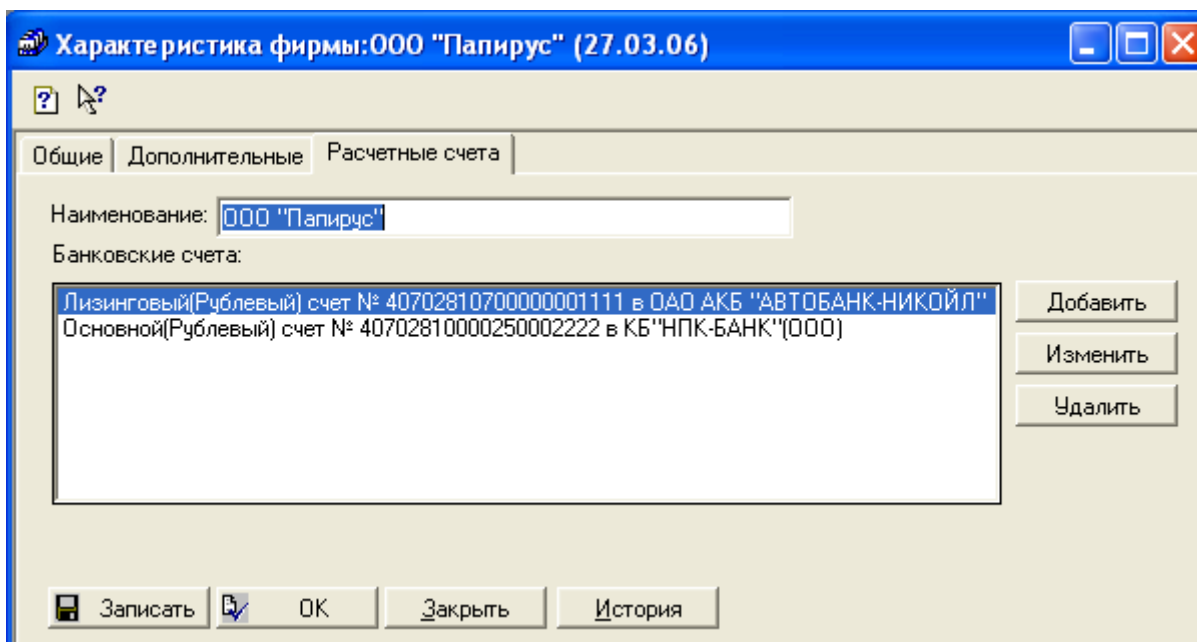 Характеристика фирмы:ООО "Папирус" (27.03.06)
Общие Дополнительные Расчетные счета
Наименование: ООО "Папирус"
Банковские счета:
Лизинговый(Рублевый) счет № 40702810700000001111 в ОАО АКБ "АВТОБАНК-НИКОЙЛ"
Добавить
Основной(Рублевый) счет № 40702810000250002222 в КБ"НПК-БАНК"(ООО)
Изменить
Удалить
Записать OK Закрыть История